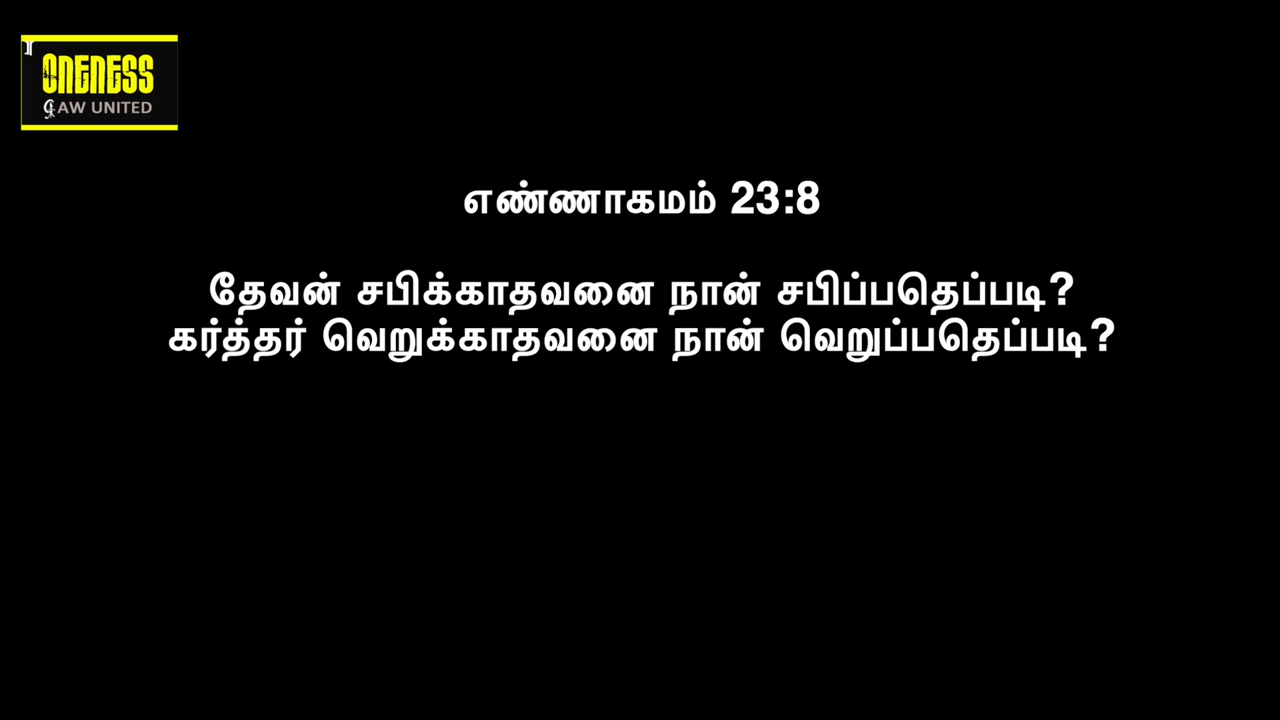 ONENESS
AW UNITED
எண்ணாகமம் 23:8
தேவன் சபிக்காதவனை நான் சபிப்பதெப்படி?
கர்த்தர் வெறுக்காதவனை நான் வெறுப்பதெப்படி?